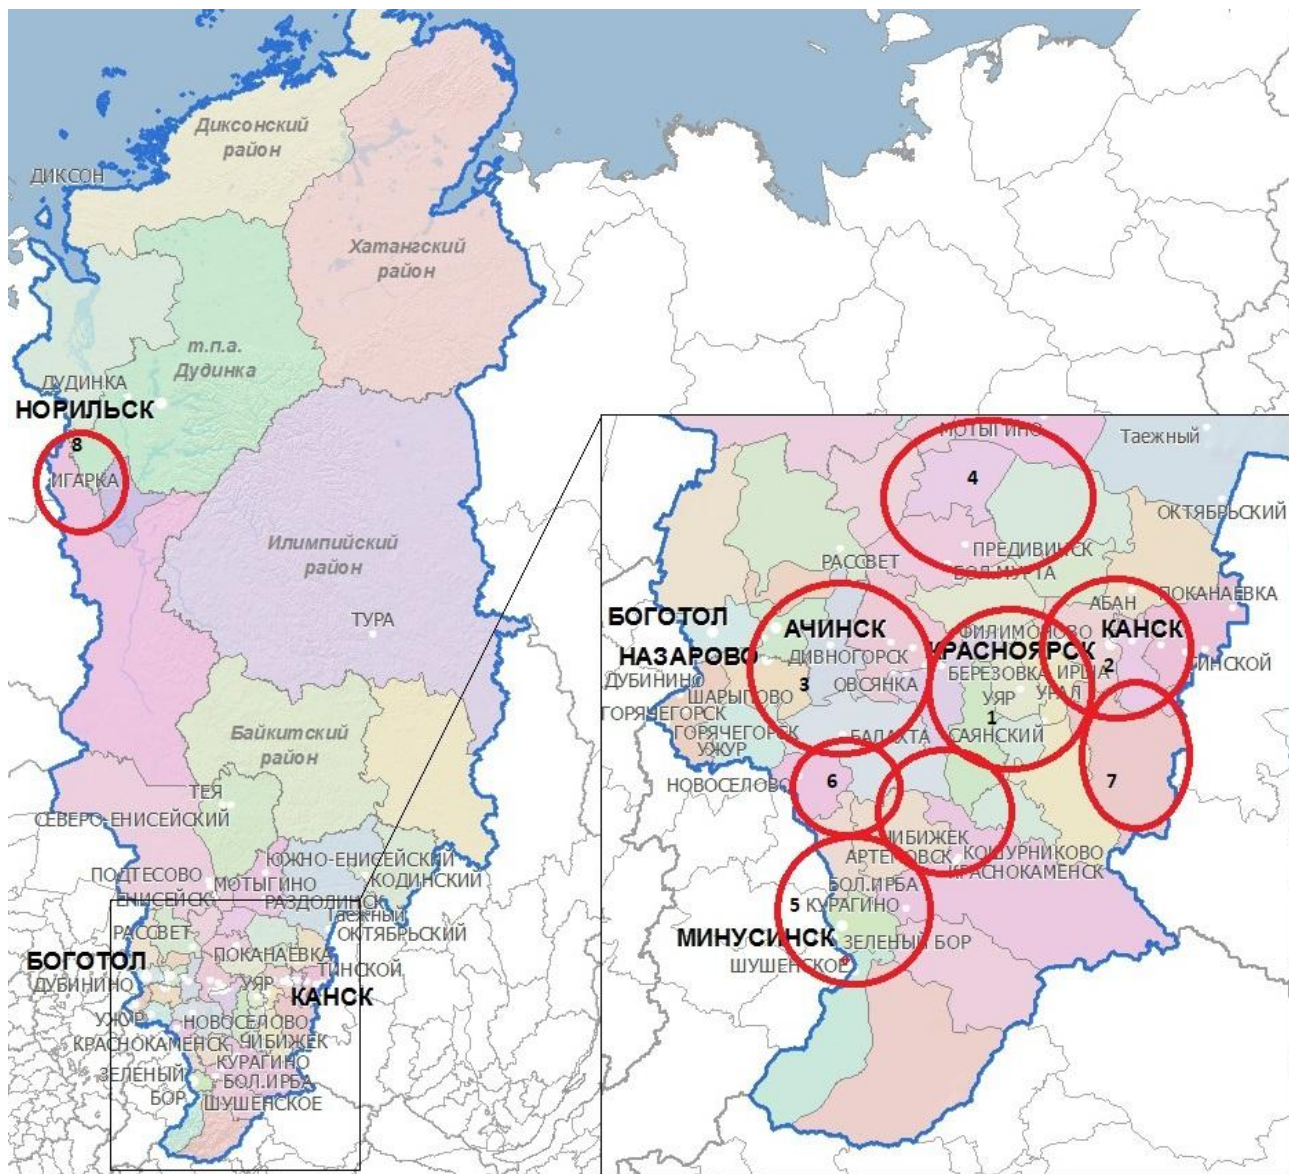 Диксонский
район
ДИКСОН
Хатангский
район
т.п.а.
Дудинка
ДУДИНКА
НОРИЛЬСК
8
ИГАРКА
Илимпийский
район
ТУРА
Байкитский
район
ТЕЯ
СЕВЕРО-ЕНИСЕЙСКИЙ
ЮЖНО-ЕНИСЕЙСКИЙ
ПОДТЕСОВО
МОТЫГИНО
КОДИНСКИЙ
ЕНИСЕЙСК
РАЗДОЛИНСК
Таежный
РАССВЕТ
ОКТЯБРЬСКИЙ
ПОКАНАЕВКА
БОГОТОЛ
ТИНСКОЙ
ДУБИНИНО
УЯР
КАНСК
УЖУР
НОВОСЕЛОВО
КРАСНОКАМЕНСК
ЧИБИЖЕК
КУРАГИНО
ЗЕЛЕНЫЙ
БОР
БОЛ.ИРБА
ШУШЕНСКОЕ
МОТЫГИНО
Таежный
4
ОКТЯБРЬСКИЙ
РАССВЕТ
ПРЕДИВИНСК
БОЛ.МУРТА
ПОКАНАЕВКА
АБАН
БОГОТОЛ
АЧИНСК
ФИЛИМОНОВО
КАНСК
КРАСНОЯРСК
НАЗАРОВО
ДИВНОГОРСК
2
ДУБИНИНО
БЕРЕЗОВКА
ИРША
3
ОВСЯНКА
ШАРЫПОВО
УЯР
УРАЛ
ГОРЯЧЕГОРСК
1
ГОРЯЧЕГОРСК
БАЛАХТА
САЯНСКИЙ
УЖУР
НОВОСЕЛОВО
6
7
ЧИБИЖЕК
АРТЕМОВСК
КОШУРНИКОВО
КРАСНОКАМЕНСК
БОЛ.ИРБА
5
КУРАГИНО
МИНУСИНСК
ЗЕЛЕНЫЙ БОР
ШУШЕНСКОЕ